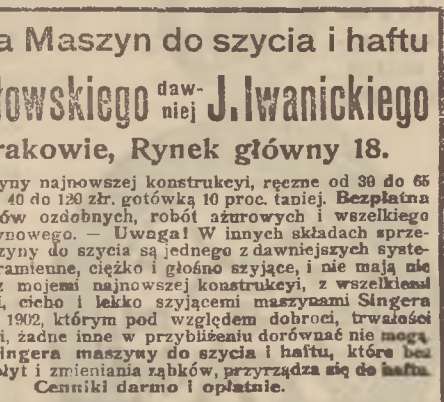 a Maszyn do szycia i haftu
łowskiego daw-niej J. Iwanickiego
rakowie, Rynek główny 18.
yny najnowszej konstrukcyi, ręczne od 30 do 65
40 do 120 złr. gotówką 10 proc. taniej. Bezpłatna
ów ozdobnych, robót ażurowych i wszelkiego
ynowego. — Uwaga! W innych składach sprze-
zyny do szycia są jednego z dawniejszych syste-
ramienne, ciężko i głośno szyjące, i nie mają nic
z mojemi najnowszej konstrukcyi, z wszelkiemi
i, cicho i lekko szyjącemi maszynami Singera
1902, którym pod względem dobroci, trwałości
i, żadne inne w przybliżeniu dorównać nie mogą.
ingera maszyny do szycia i haftu, które bez
płyt i zmieniania ząbków, przyrządza się do haftu.
Cenniki darmo i opłatnie.